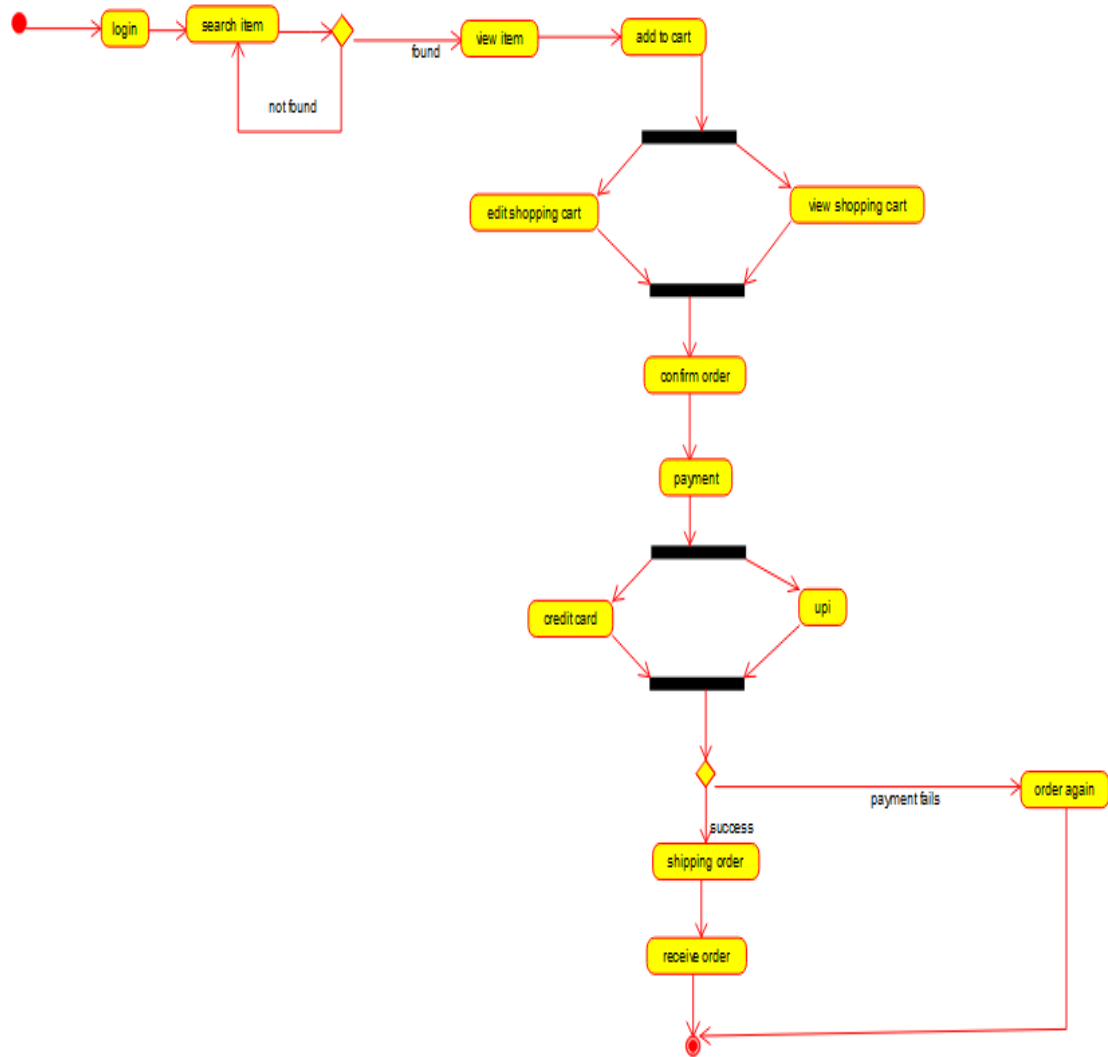 login
search item
found
view item
add to cart
not found
edit shopping cart
view shopping cart
confirm order
payment
credit card
upi
payment fails
order again
success
shipping order
receive order